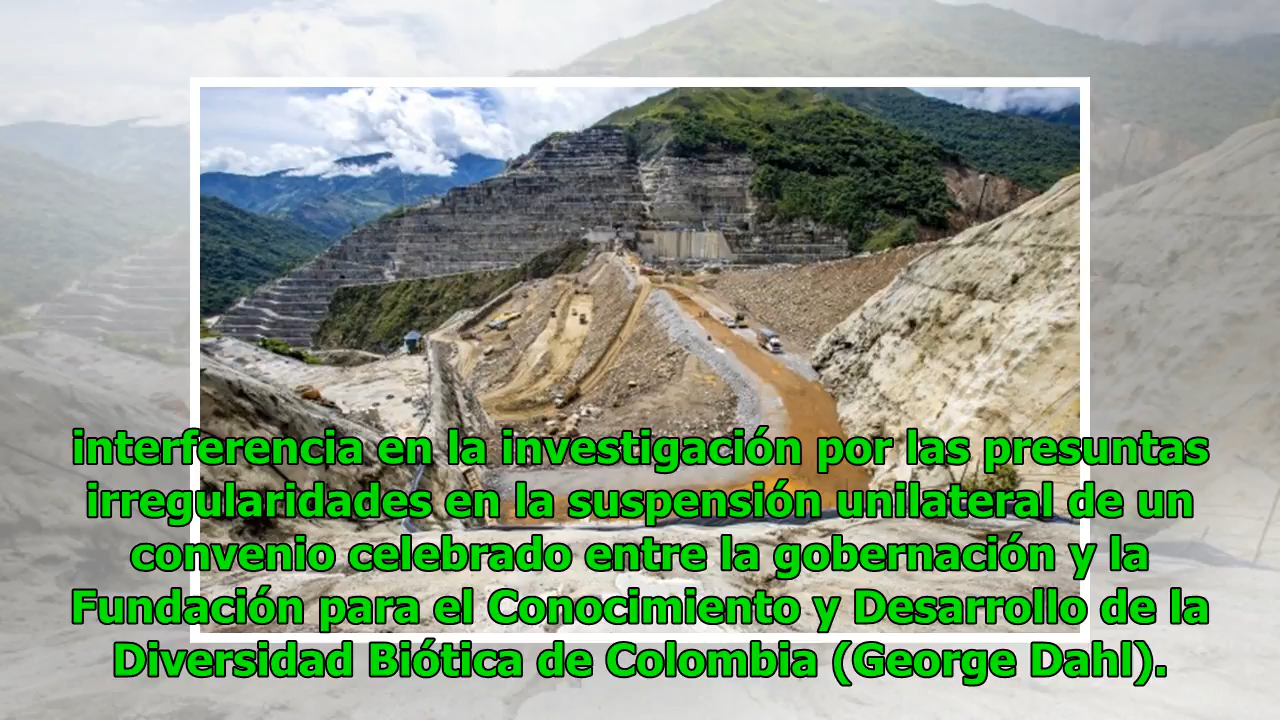 interferencia en la investigación por las presuntas
irregularidades en la suspensión unilateral de un
convenio celebrado entre la gobernación y la
Fundación para el Conocimiento y Desarrollo de la
Diversidad Biótica de Colombia (George Dahl).